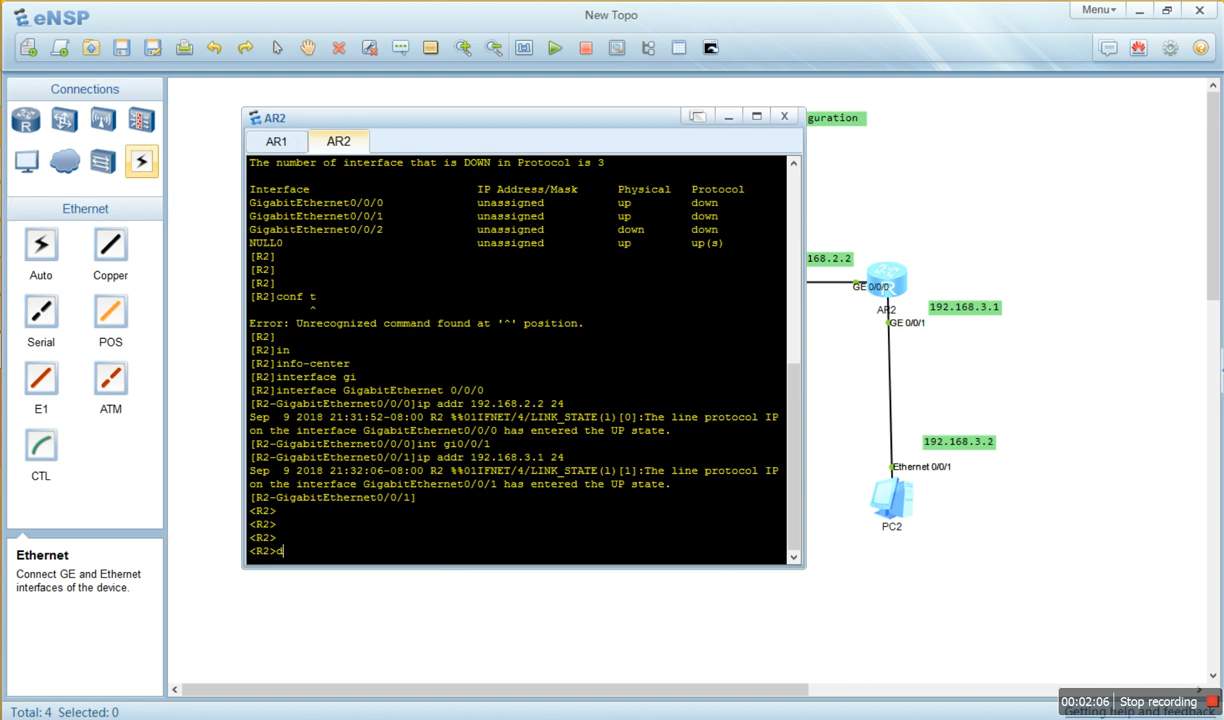 eNSP
New Topo
Menu
Connections
Ethernet
Auto
Copper
Serial
POS
E1
ATM
CTL
Ethernet
Connect GE and Ethernet
interfaces of the device.
AR2
AR1
AR2
The number of interface that is DOWN in Protocol is 3
Interface IP Address/Mask Physical Protocol
GigabitEthernet0/0/0 unassigned up down
GigabitEthernet0/0/1 unassigned up down
GigabitEthernet0/0/2 unassigned down down
NULL0 unassigned up up(s)
[R2]
[R2]
[R2]
[R2]conf t
^
Error: Unrecognized command found at '^' position.
[R2]
[R2]in
[R2]info-center
[R2]interface gi
[R2]interface GigabitEthernet 0/0/0
[R2-GigabitEthernet0/0/0]ip addr 192.168.2.2 24
Sep 9 2018 21:31:52-08:00 R2 %%01IFNET/4/LINK_STATE(l)[0]:The line protocol IP
on the interface GigabitEthernet0/0/0 has entered the UP state.
[R2-GigabitEthernet0/0/0]int gi0/0/1
[R2-GigabitEthernet0/0/1]ip addr 192.168.3.1 24
Sep 9 2018 21:32:06-08:00 R2 %%01IFNET/4/LINK_STATE(l)[1]:The line protocol IP
on the interface GigabitEthernet0/0/1 has entered the UP state.
[R2-GigabitEthernet0/0/1]
<R2>
<R2>
<R2>
<R2>d
guration
168.2.2
GE 0/0/0
AR2
192.168.3.1
GE 0/0/1
192.168.3.2
Ethernet 0/0/1
PC2
00:02:06 Stop recording
Total: 4 Selected: 0
Getting help and feedback